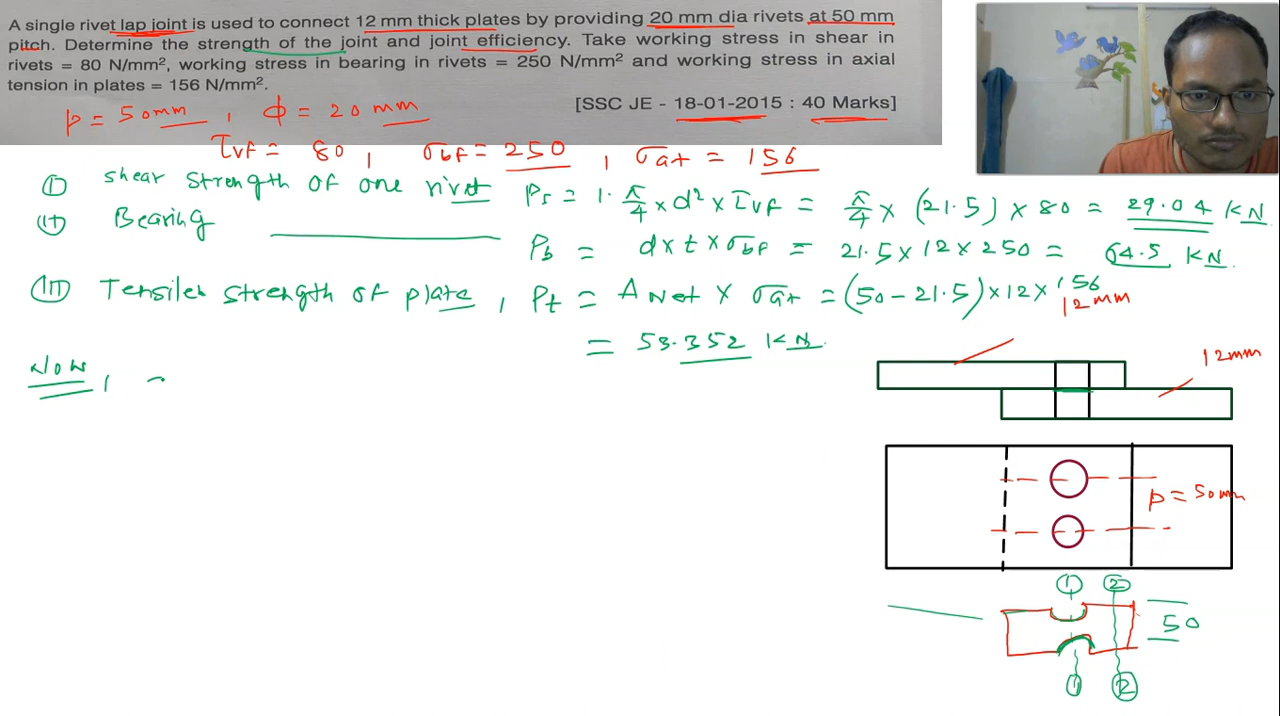 A single rivet lap joint is used to connect 12 mm thick plates by providing 20 mm dia rivets at 50 mm
pitch. Determine the strength of the joint and joint efficiency. Take working stress in shear in
rivets = 80 N/mm², working stress in bearing in rivets = 250 N/mm² and working stress in axial
tension in plates = 156 N/mm².
[SSC JE - 18-01-2015 : 40 Marks]
p = 50mm , ϕ = 20 mm
τvf = 80 , σbf = 250 , σat = 156
(I) shear strength of one rivet Ps = 1. π/4 × d² × τvf = π/4 × (21.5) × 80 = 29.04 KN
(II) Bearing Pb = d × t × σbf = 21.5 × 12 × 250 = 64.5 KN.
(III) Tensiles strength of plate, Pt = A Net × σat = (50 - 21.5) × 12 × 156
= 53.352 KN.
12mm
12mm
Now,
p = 50mm
① ②
50
① ②